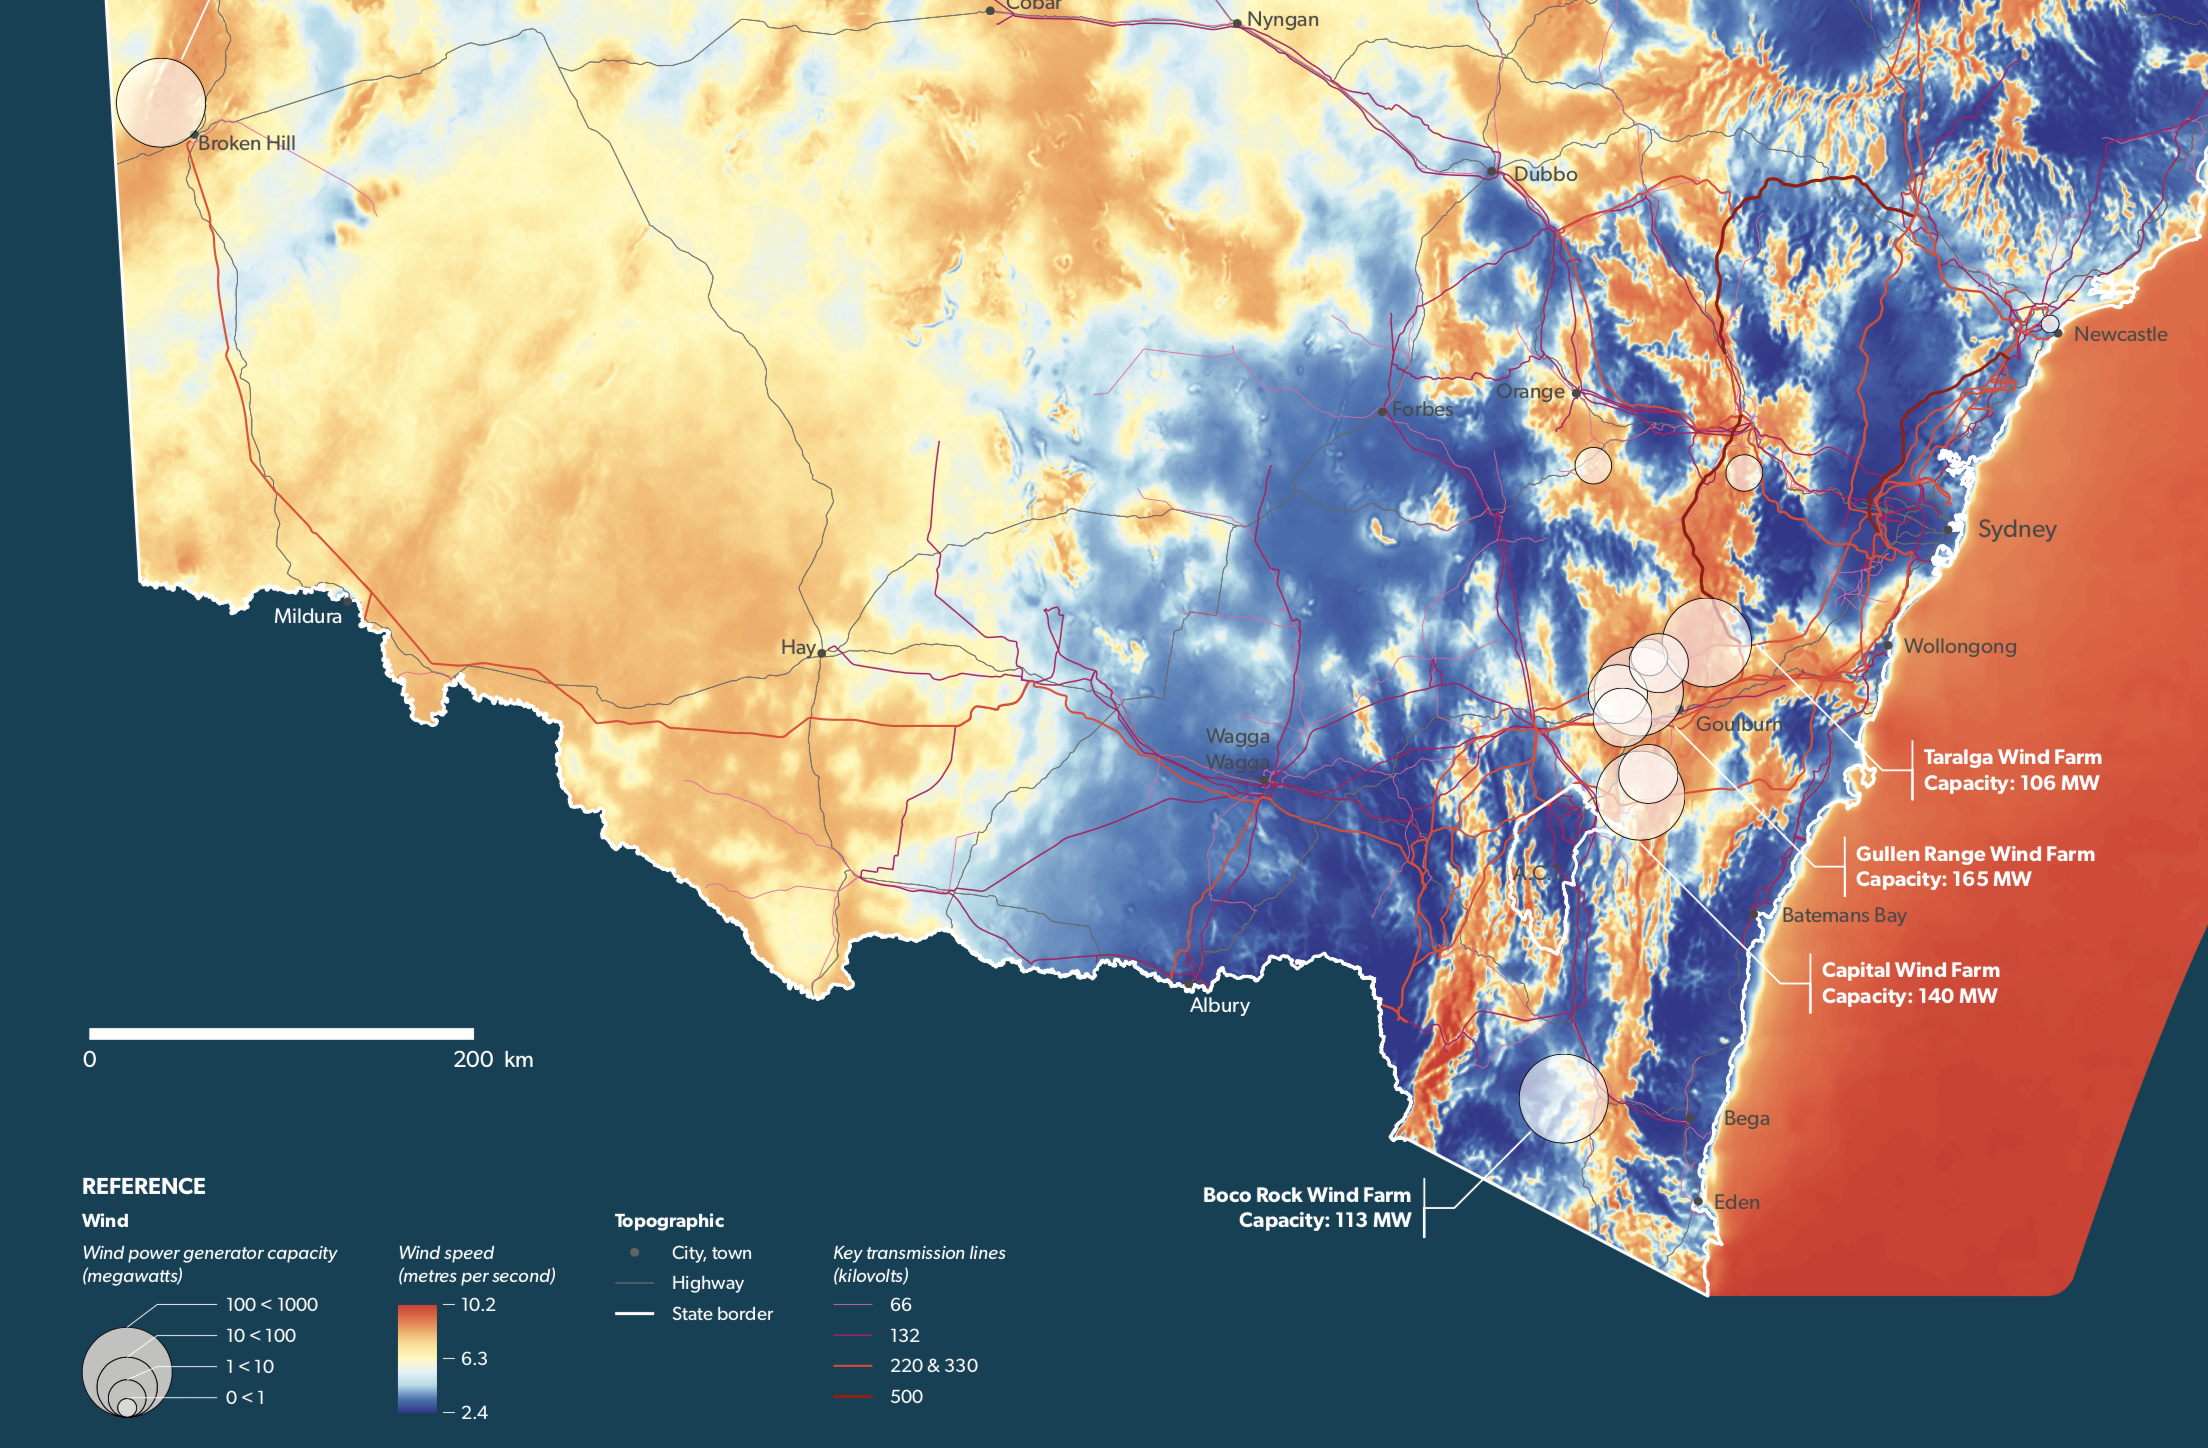 Cobar
Nyngan
Broken Hill
Dubbo
Newcastle
Orange
Forbes
Sydney
Mildura
Hay
Wollongong
Goulburn
Wagga
Wagga
Taralga Wind Farm
Capacity: 106 MW
Gullen Range Wind Farm
Capacity: 165 MW
A.C.T.
Batemans Bay
Capital Wind Farm
Capacity: 140 MW
Albury
0 200 km
Bega
Boco Rock Wind Farm
Capacity: 113 MW
Eden
REFERENCE
Wind
Wind power generator capacity
(megawatts)
100 < 1000
10 < 100
1 < 10
0 < 1
Wind speed
(metres per second)
10.2
6.3
2.4
Topographic
City, town
Highway
State border
Key transmission lines
(kilovolts)
66
132
220 & 330
500